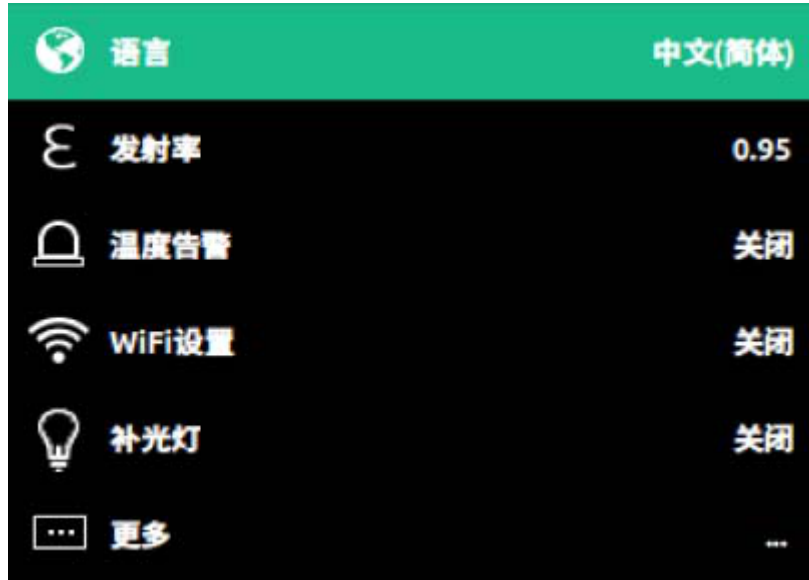 语言 中文(简体)
发射率 0.95
温度告警 关闭
WiFi设置 关闭
补光灯 关闭
更多 ...